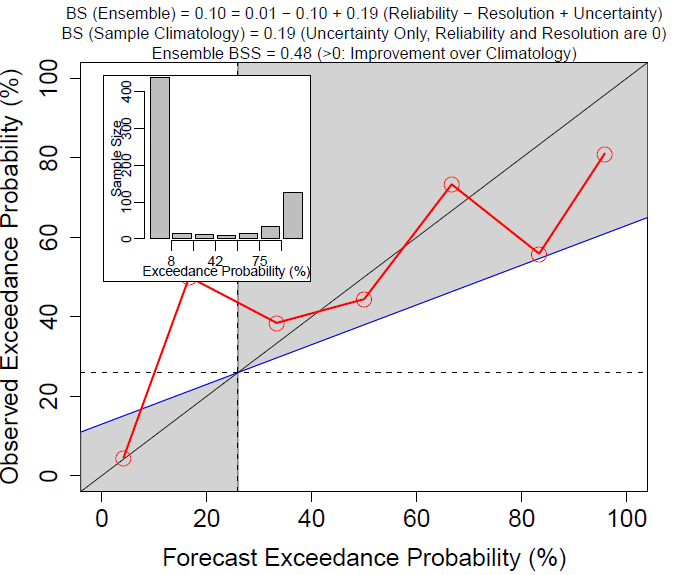 BS (Ensemble) = 0.10 = 0.01 − 0.10 + 0.19 (Reliability − Resolution + Uncertainty)
BS (Sample Climatology) = 0.19 (Uncertainty Only, Reliability and Resolution are 0)
Ensemble BSS = 0.48 (>0: Improvement over Climatology)
Observed Exceedance Probability (%)
100
80
60
40
20
0
Sample Size
400
300
200
100
0
8 42 75
Exceedance Probability (%)
0 20 40 60 80 100
Forecast Exceedance Probability (%)